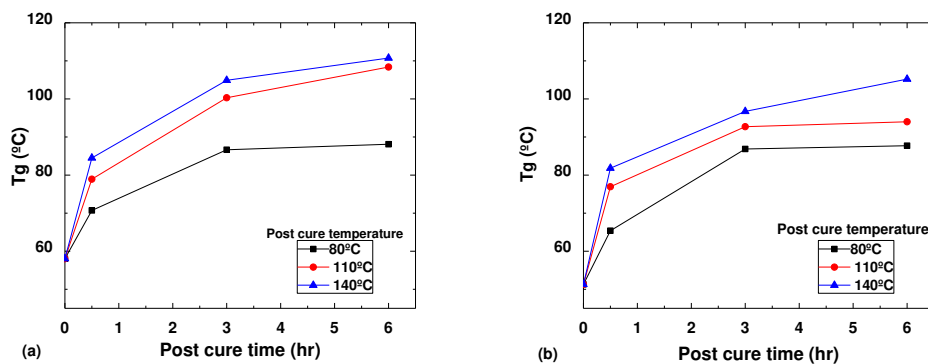 120
100
80
60
Tg (ºC)
Post cure temperature
80ºC
110ºC
140ºC
0 1 2 3 4 5 6
(a) Post cure time (hr)
120
100
80
60
Tg (ºC)
Post cure temperature
80ºC
110ºC
140ºC
0 1 2 3 4 5 6
(b) Post cure time (hr)